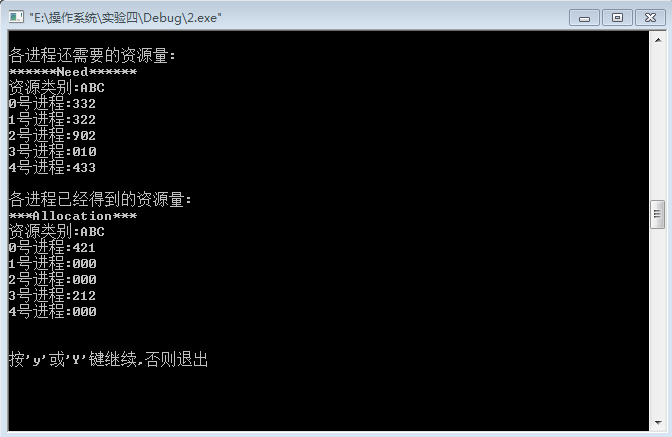 "E:\操作系统\实验四\Debug\2.exe"
各进程还需要的资源量:
******Need******
资源类别:ABC
0号进程:332
1号进程:322
2号进程:902
3号进程:010
4号进程:433
各进程已经得到的资源量:
***Allocation***
资源类别:ABC
0号进程:421
1号进程:000
2号进程:000
3号进程:212
4号进程:000
按'y'或'Y'键继续,否则退出